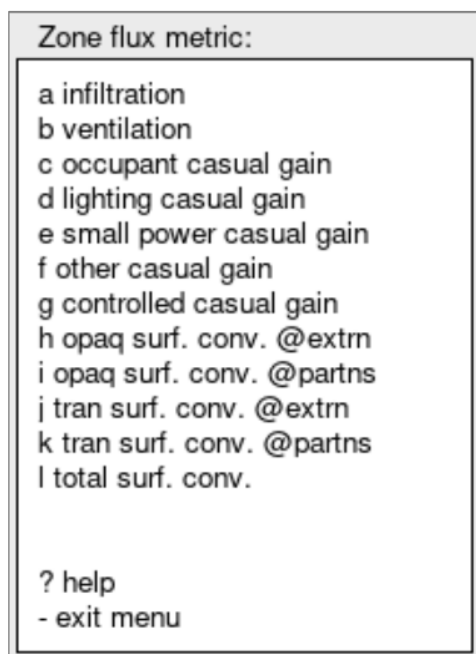 Zone flux metric:
a infiltration
b ventilation
c occupant casual gain
d lighting casual gain
e small power casual gain
f other casual gain
g controlled casual gain
h opaq surf. conv. @extrn
i opaq surf. conv. @partns
j tran surf. conv. @extrn
k tran surf. conv. @partns
l total surf. conv.
? help
- exit menu